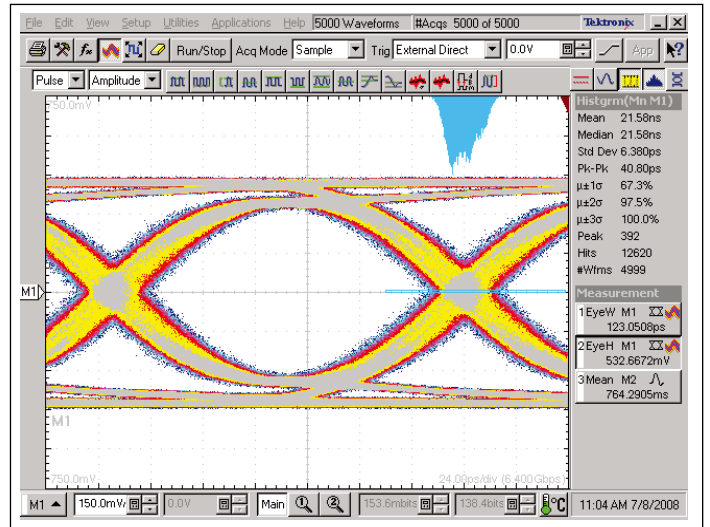 File Edit View Setup Utilities Applications Help 5000 Waveforms #Acqs 5000 of 5000 Tektronix
Run/Stop Acq Mode Sample Trig External Direct 0.0V App
Pulse Amplitude
750.0mV
Histgrm(Mn M1)
Mean 21.58ns
Median 21.58ns
Std Dev 6.380ps
Pk-Pk 40.80ps
µ±1σ 67.3%
µ±2σ 97.5%
µ±3σ 100.0%
Peak 392
Hits 12620
#Wfms 4999
M1
Measurement
1 EyeW M1
123.0508ps
2 EyeH M1
532.6672mV
3 Mean M2
764.2905ms
M1
-750.0mV
24.00ps/div (6.400Gbps)
M1 150.0mV/ 0.0V Main 1 2 153.6mbits 138.4bits °C 11:04 AM 7/8/2008